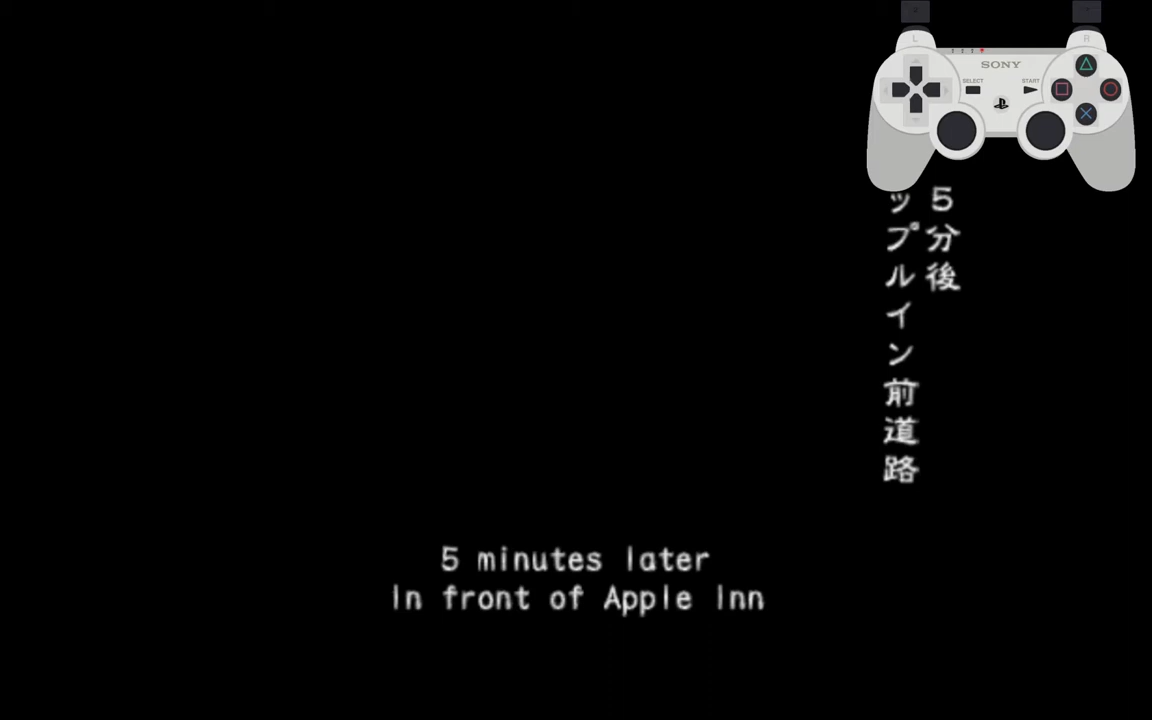 SONY
SELECT
START
L
R
5分後
ップルイン前道路
5 minutes later
In front of Apple Inn